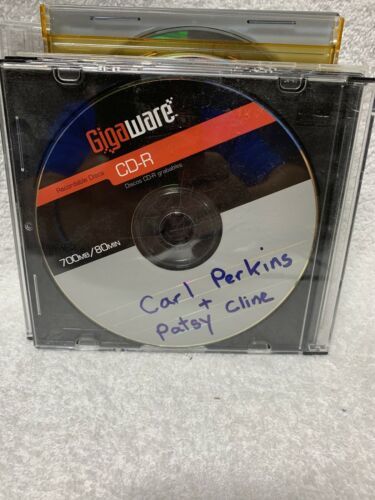 Gigaware
Recordable Discs
CD-R
Discos CD-R grabables
700MB/80MIN
Carl Perkins
+
Patsy Cline